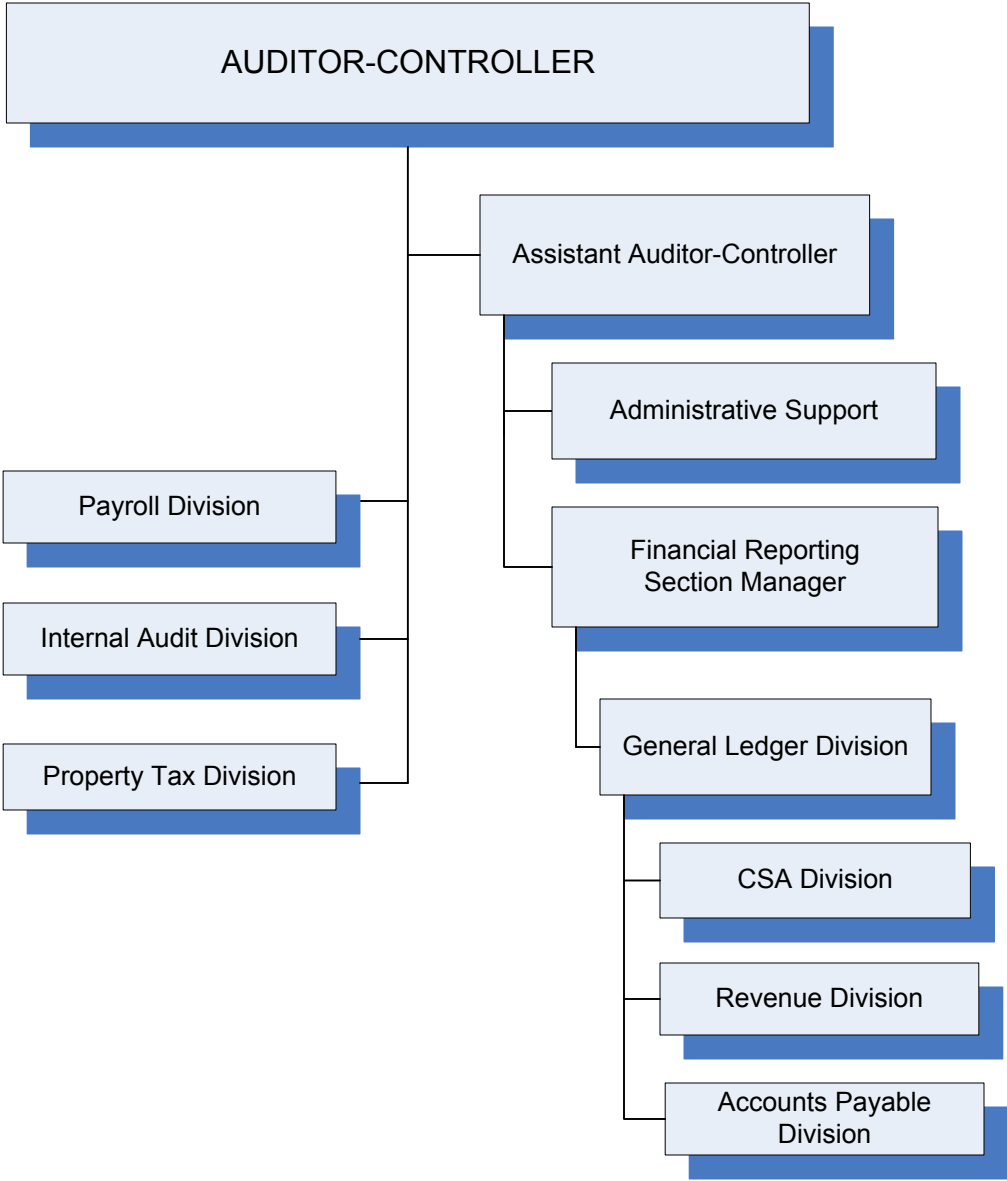 AUDITOR-CONTROLLER
Assistant Auditor-Controller
Administrative Support
Payroll Division
Financial Reporting
Section Manager
Internal Audit Division
General Ledger Division
Property Tax Division
CSA Division
Revenue Division
Accounts Payable
Division